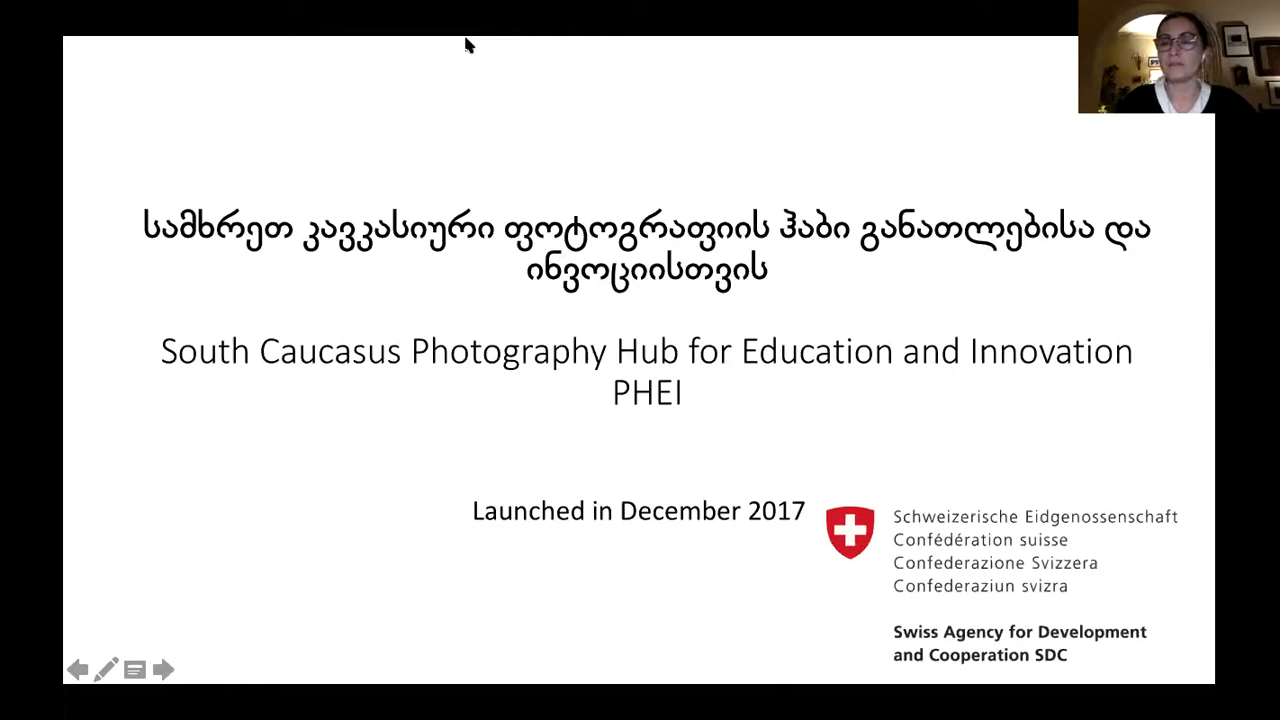 სამხრეთ კავკასიური ფოტოგრაფიის ჰაბი განათლებისა და
ინვოციისთვის
South Caucasus Photography Hub for Education and Innovation
PHEI
Launched in December 2017
Schweizerische Eidgenossenschaft
Confédération suisse
Confederazione Svizzera
Confederaziun svizra
Swiss Agency for Development
and Cooperation SDC